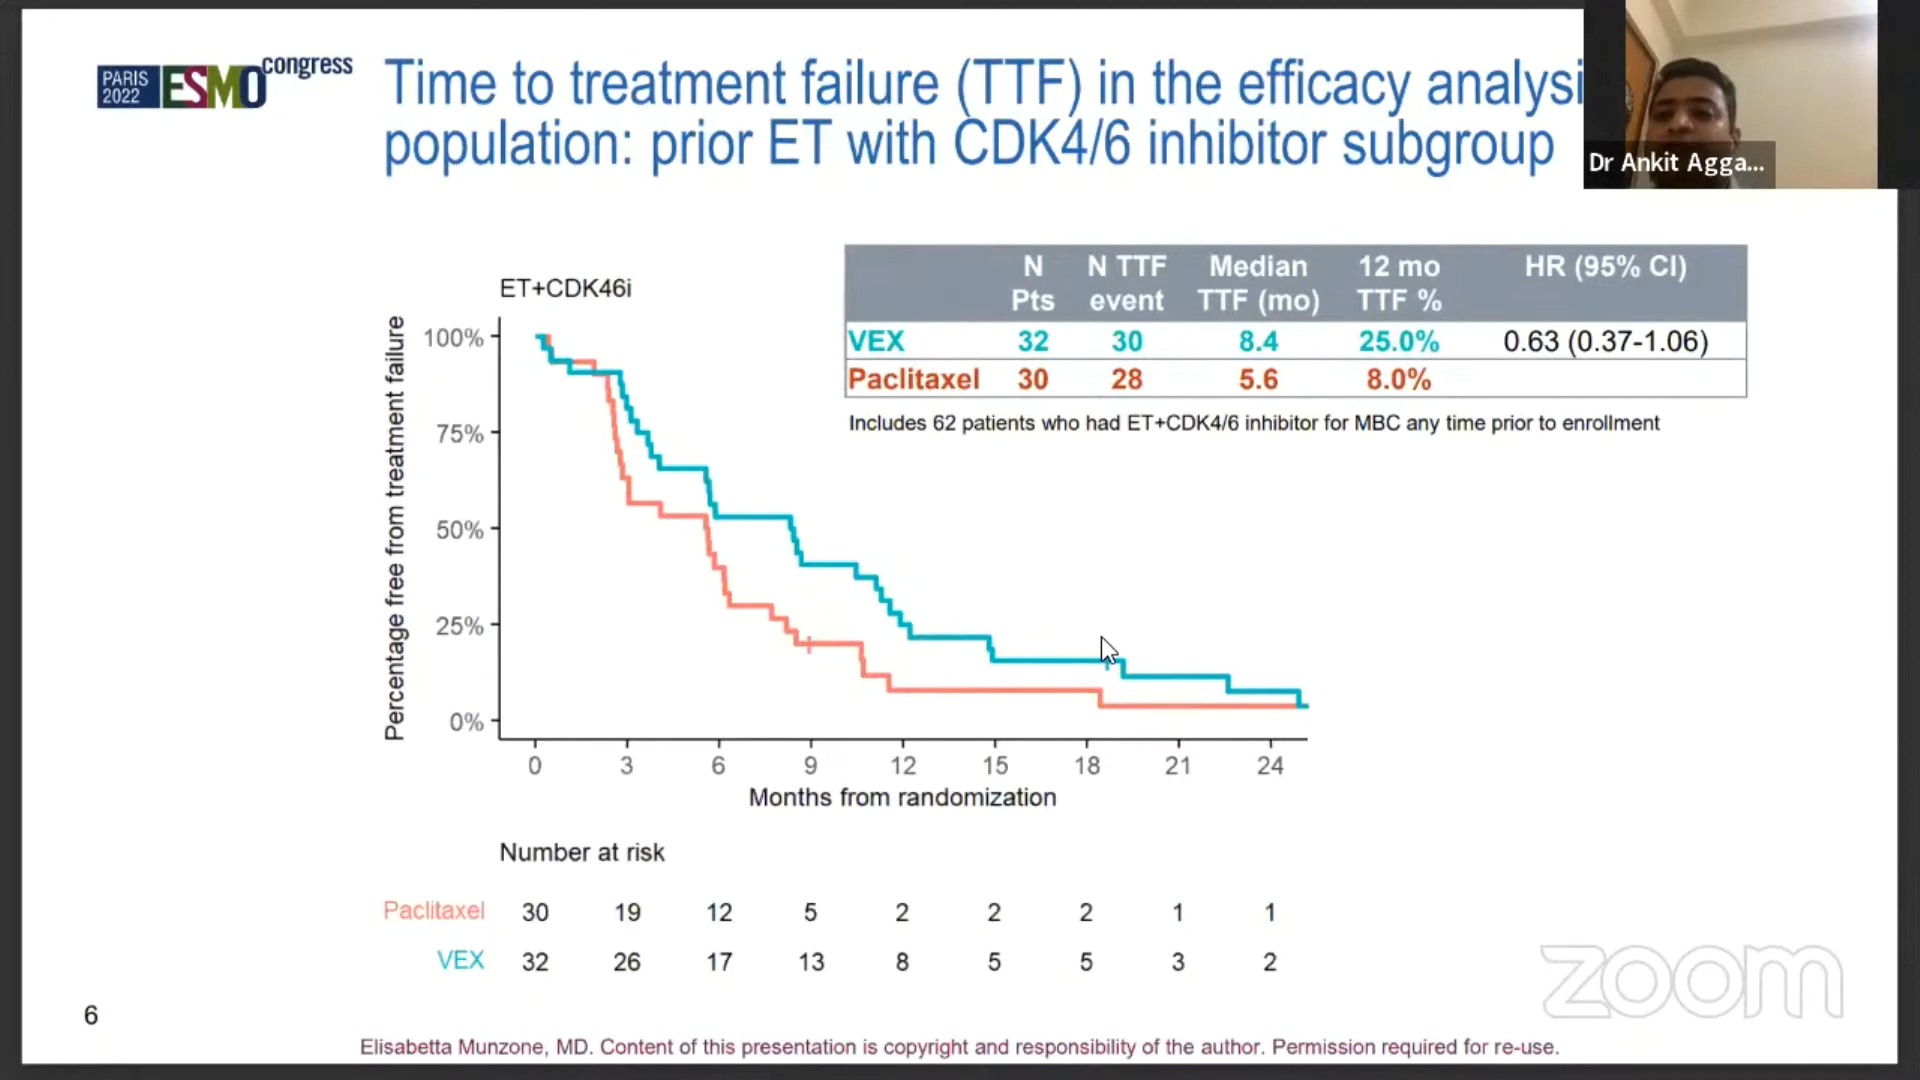 PARIS
2022
ESMO congress
Time to treatment failure (TTF) in the efficacy analysi
population: prior ET with CDK4/6 inhibitor subgroup
Dr Ankit Agga...
N Pts N TTF event Median TTF (mo) 12 mo TTF % HR (95% CI)
VEX 32 30 8.4 25.0% 0.63 (0.37-1.06)
Paclitaxel 30 28 5.6 8.0%
Includes 62 patients who had ET+CDK4/6 inhibitor for MBC any time prior to enrollment
ET+CDK46i
Percentage free from treatment failure
100%
75%
50%
25%
0%
0 3 6 9 12 15 18 21 24
Months from randomization
Number at risk
Paclitaxel 30 19 12 5 2 2 2 1 1
VEX 32 26 17 13 8 5 5 3 2
zoom
6
Elisabetta Munzone, MD. Content of this presentation is copyright and responsibility of the author. Permission required for re-use.